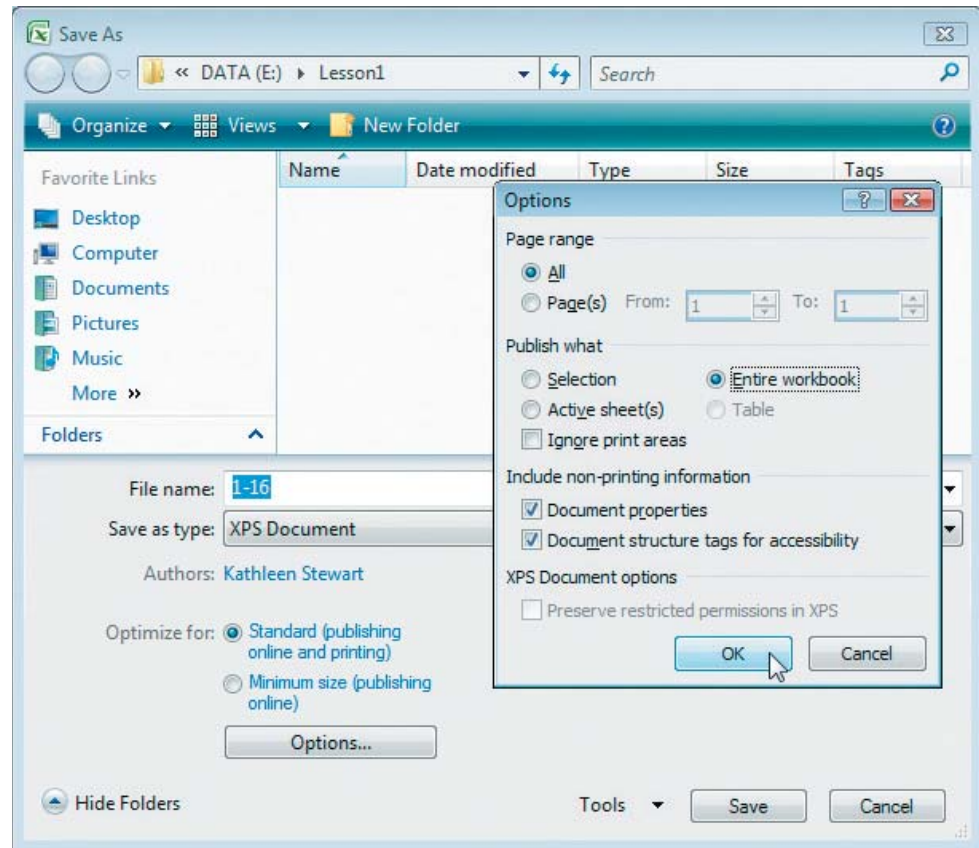 Save As
« DATA (E:) Lesson1
Search
Organize Views New Folder
Favorite Links
Name Date modified Type Size Tags
Desktop
Computer
Documents
Pictures
Music
More »
Folders
File name: 1-16
Save as type: XPS Document
Authors: Kathleen Stewart
Optimize for: Standard (publishing
online and printing)
Minimum size (publishing
online)
Options...
Hide Folders
Tools Save Cancel
Options
Page range
All
Page(s) From: 1 To: 1
Publish what
Selection Entire workbook
Active sheet(s) Table
Ignore print areas
Include non-printing information
Document properties
Document structure tags for accessibility
XPS Document options
Preserve restricted permissions in XPS
OK Cancel